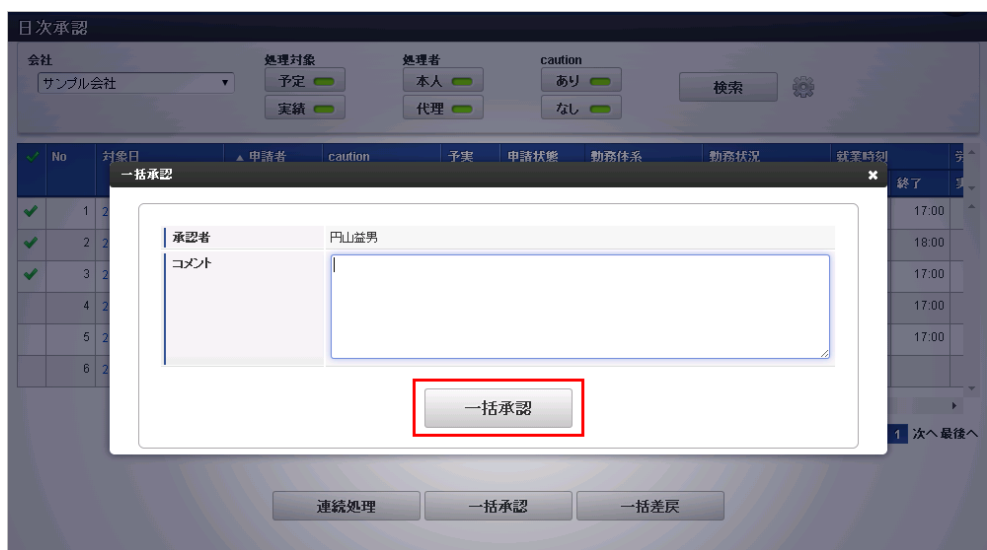 日次承認
会社 処理対象 処理者 caution
サンプル会社 予定 本人 あり 検索
実績 代理 なし
No 対象日 ▲ 申請者 caution 予実 申請状態 勤務体系 勤務状況 就業時刻
終了
一括承認 ×
1 2 17:00
2 2 18:00
3 2 17:00
4 2 17:00
5 2 17:00
6 2
承認者 円山益男
コメント
一括承認
1 次へ 最後へ
連続処理 一括承認 一括差戻